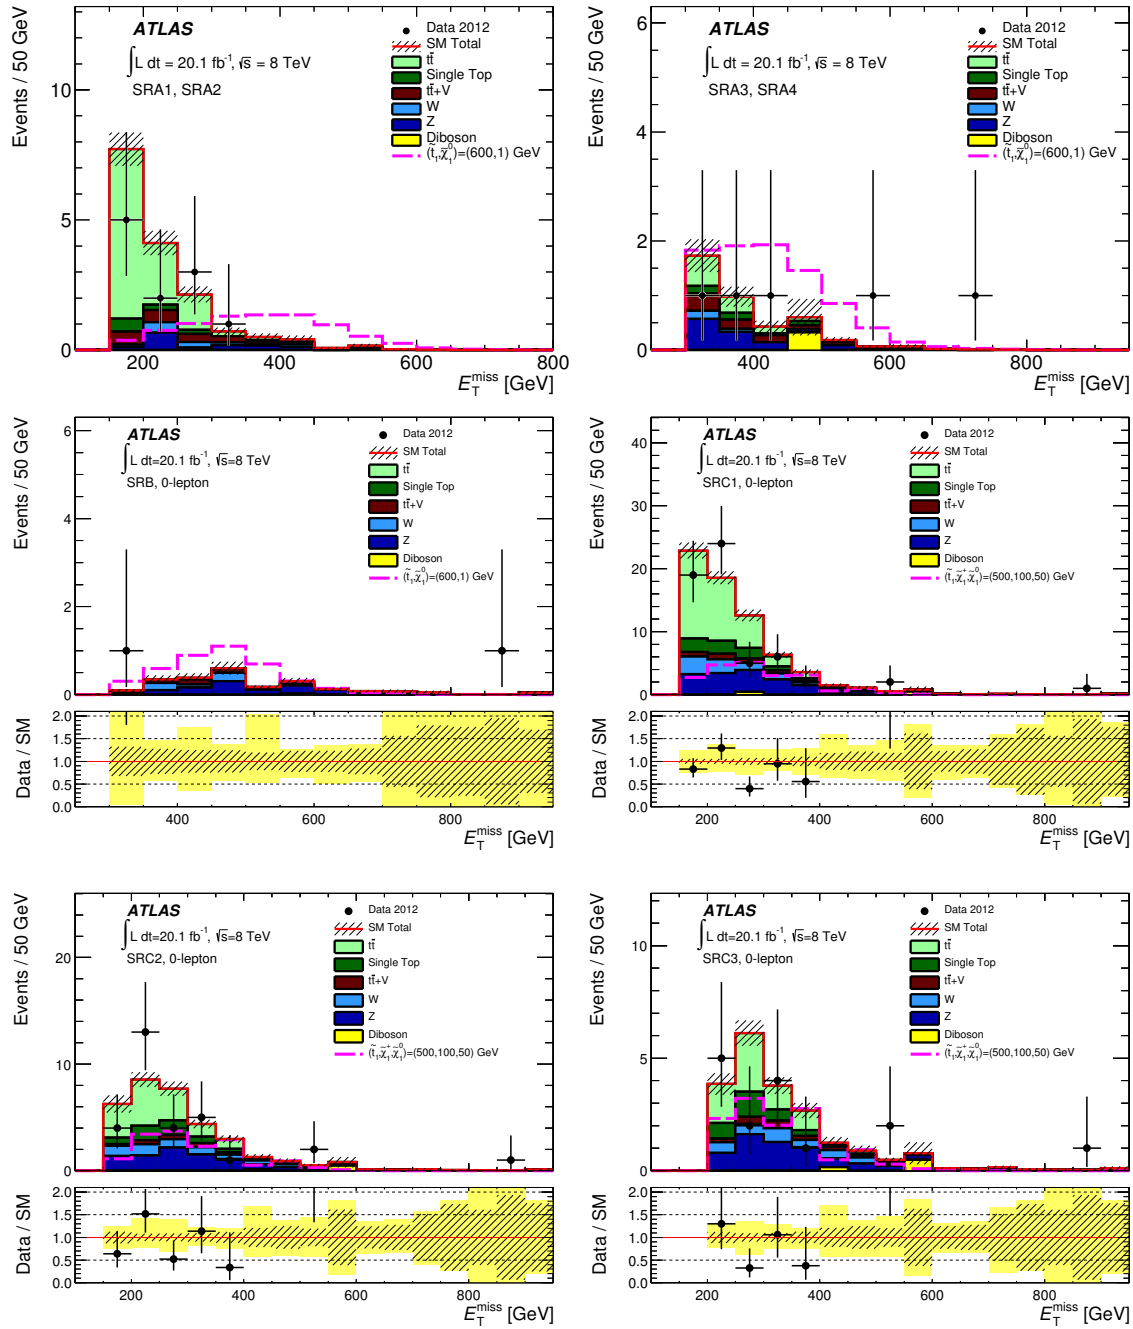 Events / 50 GeV
10
5
0
ATLAS
∫L dt = 20.1 fb⁻¹, √s = 8 TeV
SRA1, SRA2
Data 2012
SM Total
tt̄
Single Top
tt̄+V
W
Z
Diboson
(t̃₁,χ̃₁⁰)=(600,1) GeV
200 400 600 800
E_T^miss [GeV]
Events / 50 GeV
6
4
2
0
ATLAS
∫L dt = 20.1 fb⁻¹, √s = 8 TeV
SRA3, SRA4
Data 2012
SM Total
tt̄
Single Top
tt̄+V
W
Z
Diboson
(t̃₁,χ̃₁⁰)=(600,1) GeV
400 600 800
E_T^miss [GeV]
Events / 50 GeV
6
4
2
0
ATLAS
∫L dt=20.1 fb⁻¹, √s=8 TeV
SRB, 0-lepton
Data 2012
SM Total
tt̄
Single Top
tt̄+V
W
Z
Diboson
(t̃₁,χ̃₁⁰)=(600,1) GeV
Data / SM
2.0
1.5
1.0
0.5
0.0
400 600 800
E_T^miss [GeV]
Events / 50 GeV
40
30
20
10
0
ATLAS
∫L dt=20.1 fb⁻¹, √s=8 TeV
SRC1, 0-lepton
Data 2012
SM Total
tt̄
Single Top
tt̄+V
W
Z
Diboson
(t̃₁,χ̃₁⁺,χ̃₁⁰)=(500,100,50) GeV
Data / SM
2.0
1.5
1.0
0.5
0.0
200 400 600 800
E_T^miss [GeV]
Events / 50 GeV
20
10
0
ATLAS
∫L dt=20.1 fb⁻¹, √s=8 TeV
SRC2, 0-lepton
Data 2012
SM Total
tt̄
Single Top
tt̄+V
W
Z
Diboson
(t̃₁,χ̃₁⁺,χ̃₁⁰)=(500,100,50) GeV
Data / SM
2.0
1.5
1.0
0.5
0.0
200 400 600 800
E_T^miss [GeV]
Events / 50 GeV
10
5
0
ATLAS
∫L dt=20.1 fb⁻¹, √s=8 TeV
SRC3, 0-lepton
Data 2012
SM Total
tt̄
Single Top
tt̄+V
W
Z
Diboson
(t̃₁,χ̃₁⁺,χ̃₁⁰)=(500,100,50) GeV
Data / SM
2.0
1.5
1.0
0.5
0.0
200 400 600 800
E_T^miss [GeV]